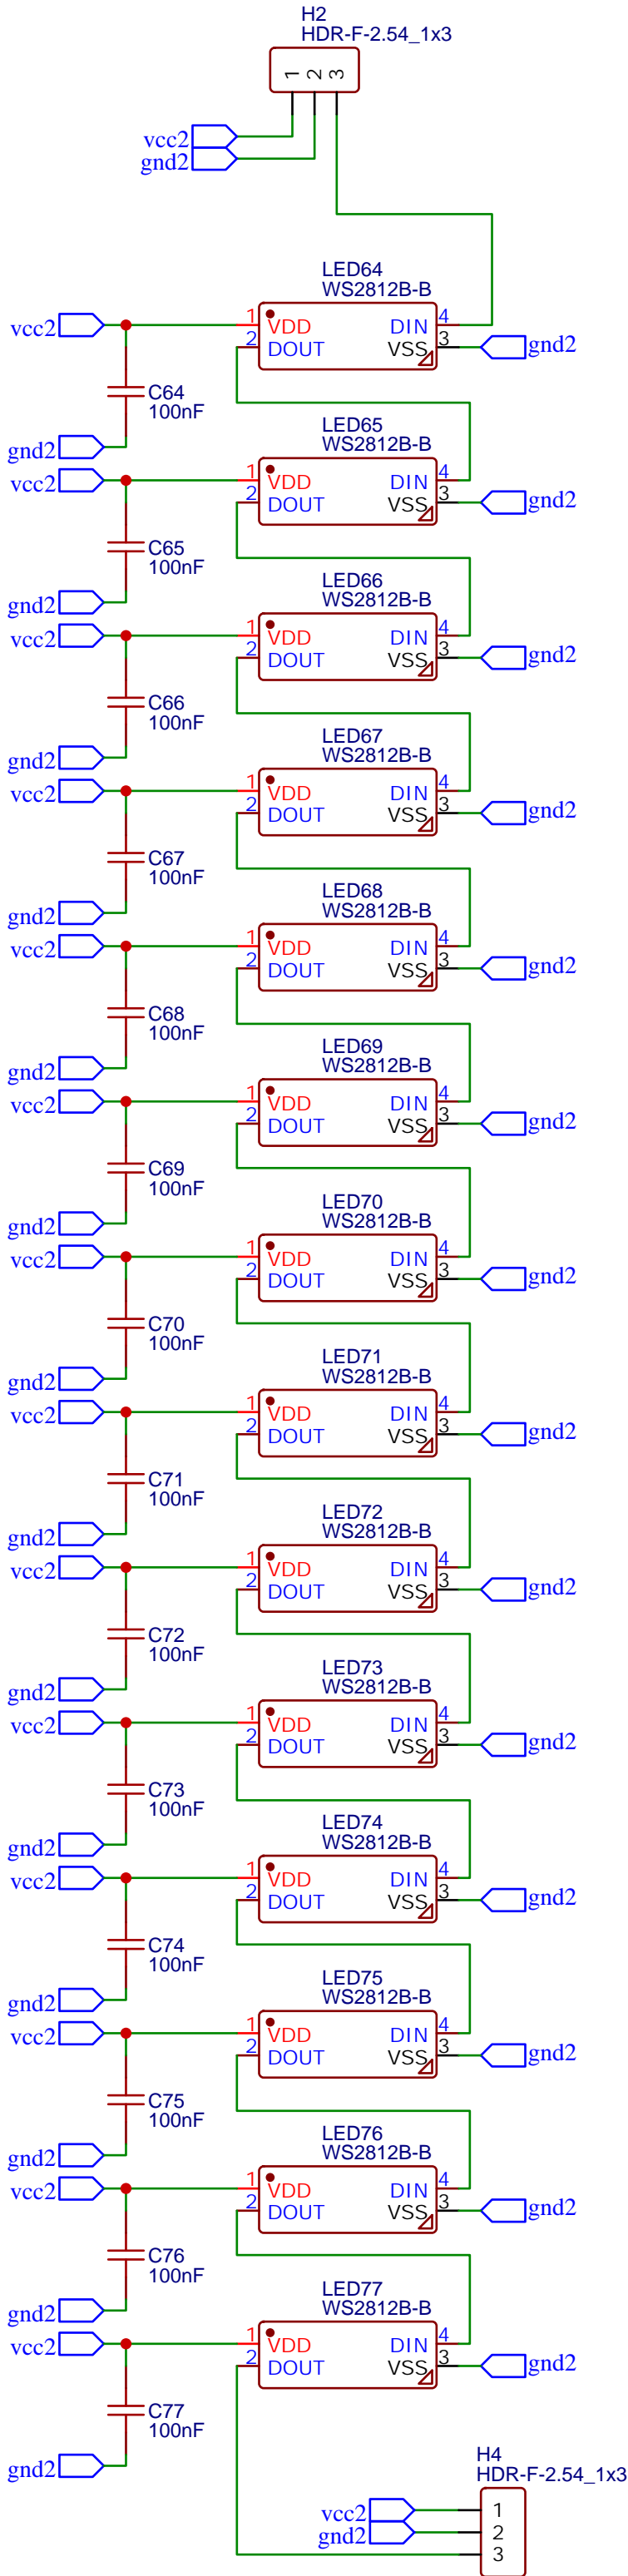 H2
HDR-F-2.54_1x3
1 2 3
vcc2
gnd2
LED64
WS2812B-B
vcc2 1 VDD DIN 4
2 DOUT VSS 3 gnd2
C64
100nF
gnd2
LED65
WS2812B-B
vcc2 1 VDD DIN 4
2 DOUT VSS 3 gnd2
C65
100nF
gnd2
LED66
WS2812B-B
vcc2 1 VDD DIN 4
2 DOUT VSS 3 gnd2
C66
100nF
gnd2
LED67
WS2812B-B
vcc2 1 VDD DIN 4
2 DOUT VSS 3 gnd2
C67
100nF
gnd2
LED68
WS2812B-B
vcc2 1 VDD DIN 4
2 DOUT VSS 3 gnd2
C68
100nF
gnd2
LED69
WS2812B-B
vcc2 1 VDD DIN 4
2 DOUT VSS 3 gnd2
C69
100nF
gnd2
LED70
WS2812B-B
vcc2 1 VDD DIN 4
2 DOUT VSS 3 gnd2
C70
100nF
gnd2
LED71
WS2812B-B
vcc2 1 VDD DIN 4
2 DOUT VSS 3 gnd2
C71
100nF
gnd2
LED72
WS2812B-B
vcc2 1 VDD DIN 4
2 DOUT VSS 3 gnd2
C72
100nF
gnd2
LED73
WS2812B-B
vcc2 1 VDD DIN 4
2 DOUT VSS 3 gnd2
C73
100nF
gnd2
LED74
WS2812B-B
vcc2 1 VDD DIN 4
2 DOUT VSS 3 gnd2
C74
100nF
gnd2
LED75
WS2812B-B
vcc2 1 VDD DIN 4
2 DOUT VSS 3 gnd2
C75
100nF
gnd2
LED76
WS2812B-B
vcc2 1 VDD DIN 4
2 DOUT VSS 3 gnd2
C76
100nF
gnd2
LED77
WS2812B-B
vcc2 1 VDD DIN 4
2 DOUT VSS 3 gnd2
C77
100nF
gnd2
H4
HDR-F-2.54_1x3
vcc2 1
gnd2 2
3